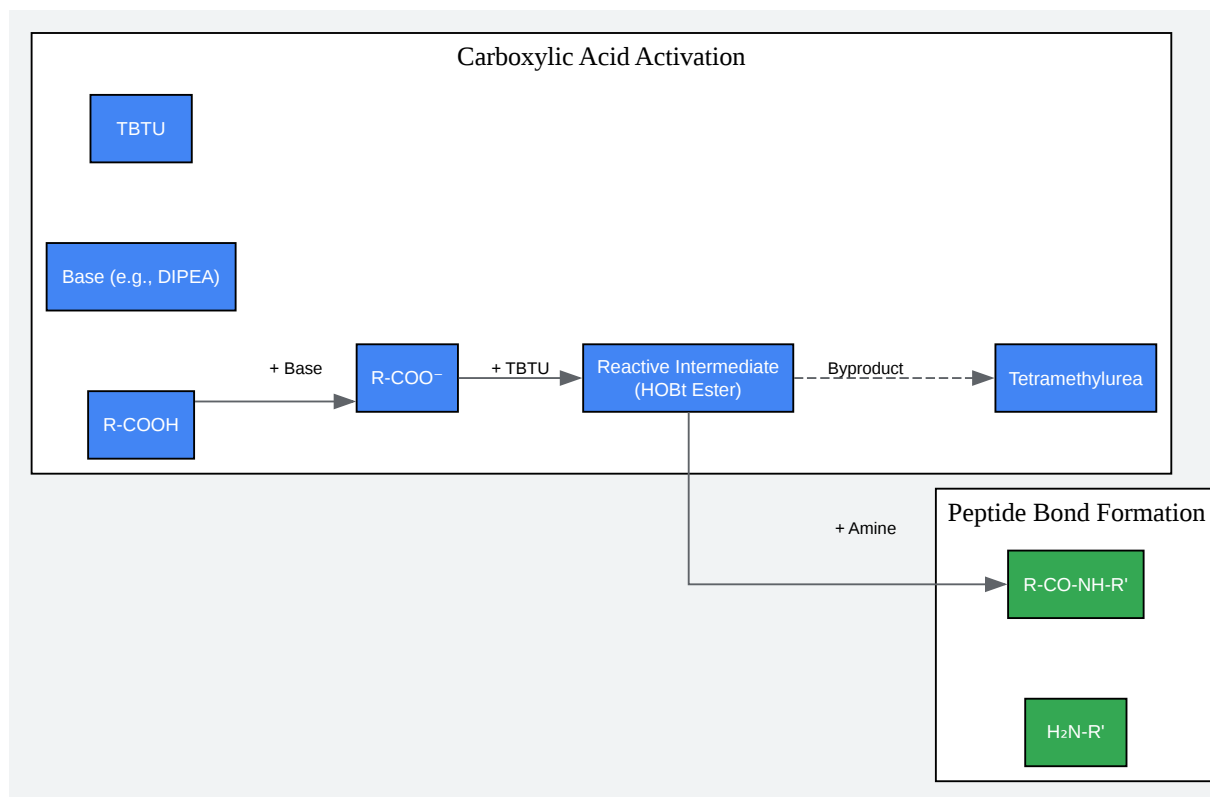 Carboxylic Acid Activation
TBTU
Base (e.g., DIPEA)
R-COOH
+ Base
R-COO⁻
+ TBTU
Reactive Intermediate
(HOBt Ester)
Byproduct
Tetramethylurea
+ Amine
Peptide Bond Formation
R-CO-NH-R'
H₂N-R'